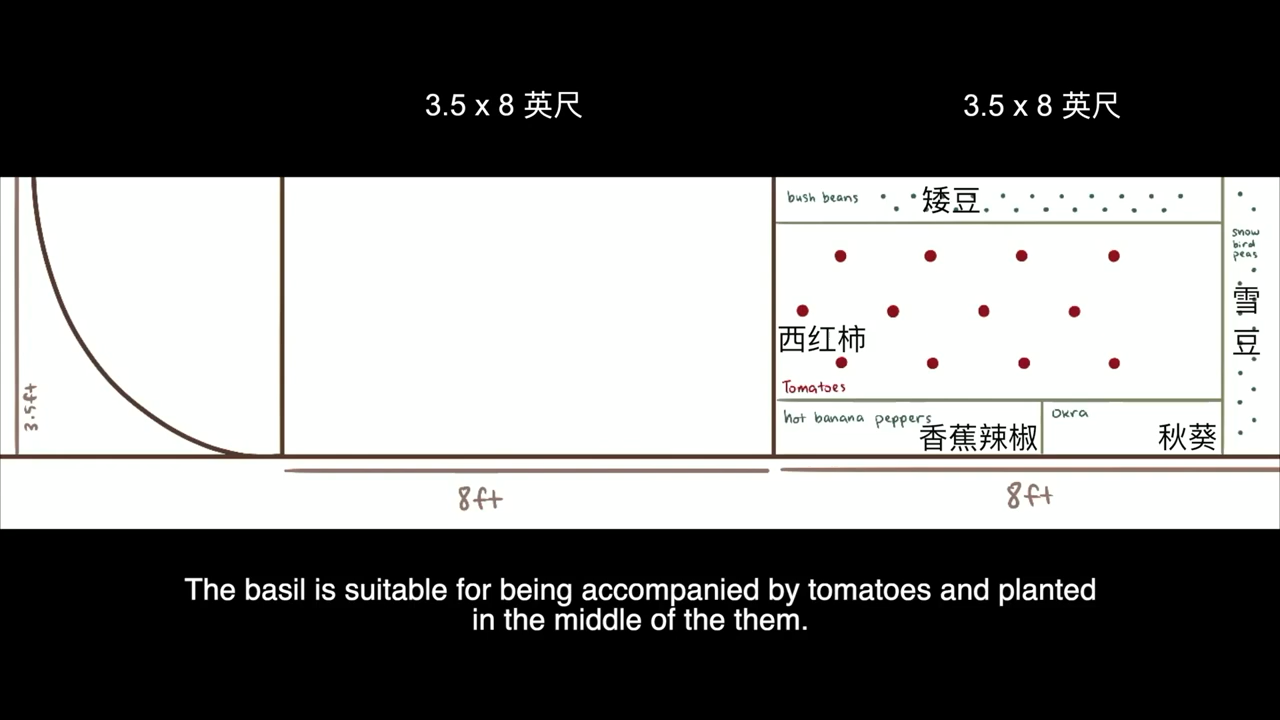 3.5 x 8 英尺
3.5 x 8 英尺
bush beans
矮豆
snow
bird
peas
雪
豆
西红柿
Tomatoes
hot banana peppers
香蕉辣椒
Okra
秋葵
3.5ft
8ft
8ft
The basil is suitable for being accompanied by tomatoes and planted
in the middle of the them.